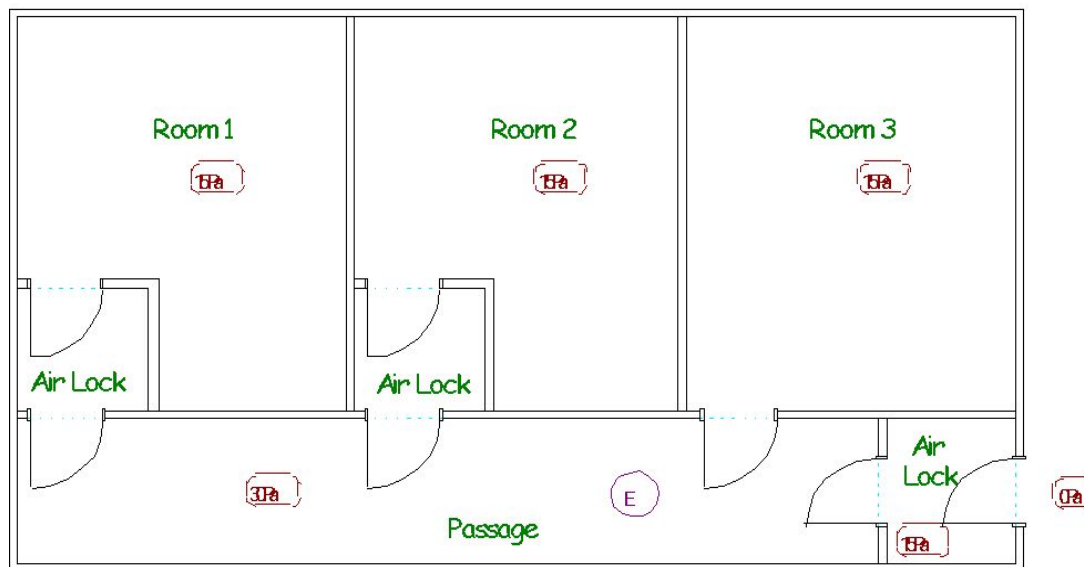 Room 1
Room 2
Room 3
15Pa
15Pa
15Pa
Air Lock
Air Lock
Air
Lock
30Pa
E
0Pa
Passage
15Pa